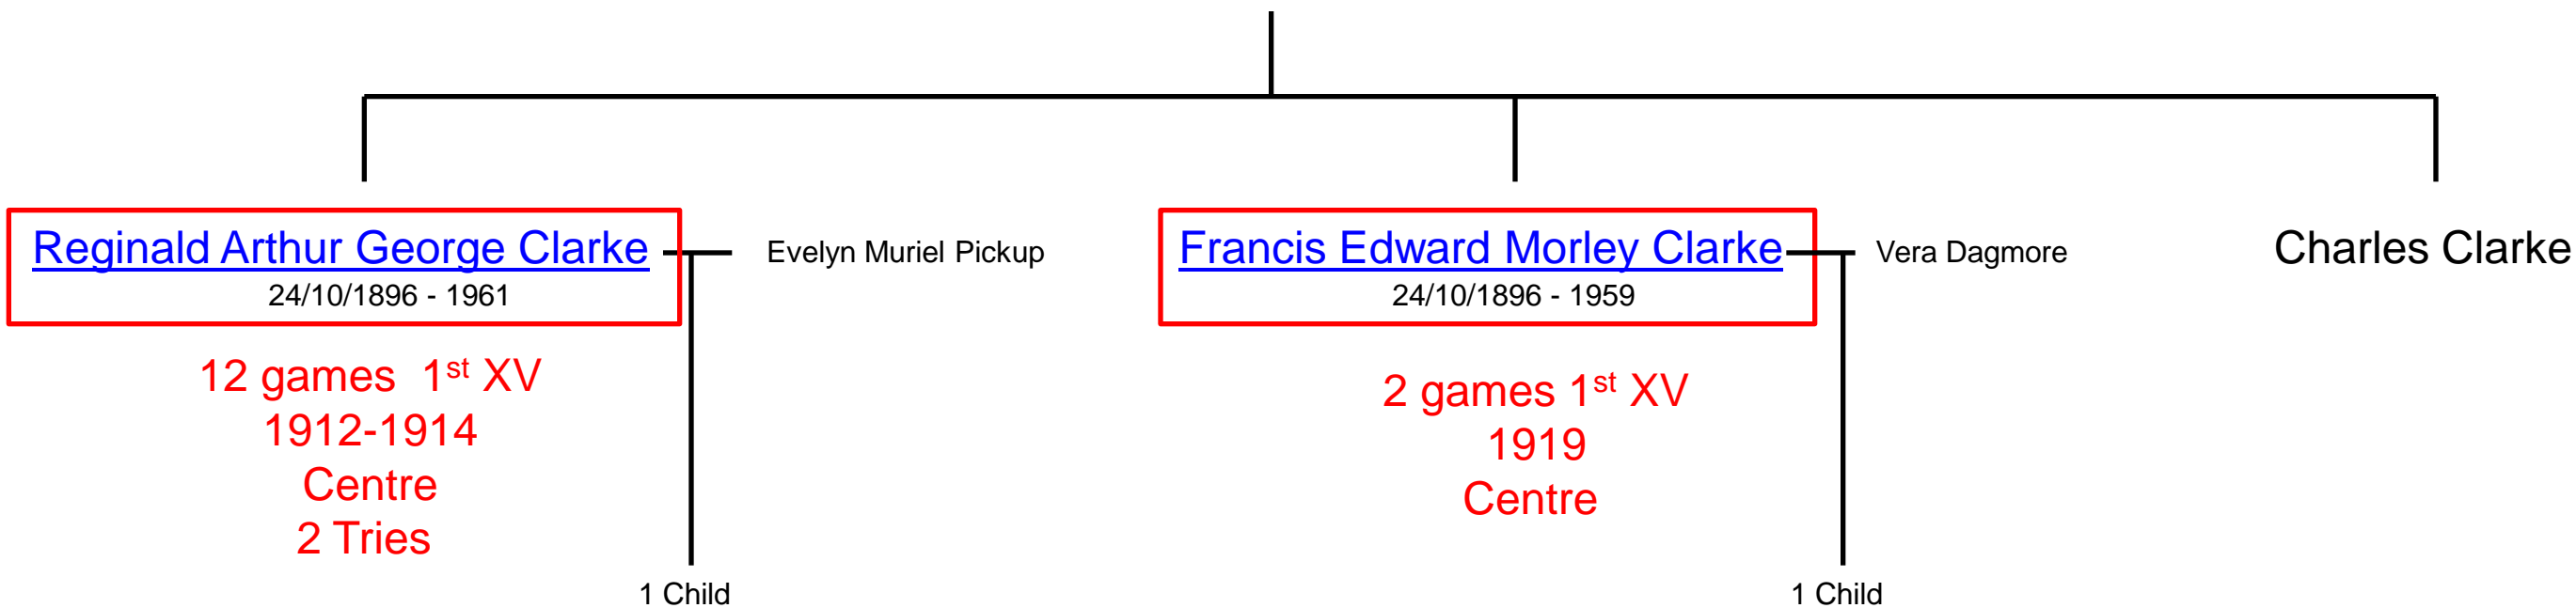 Reginald Arthur George Clarke
24/10/1896 - 1961
Evelyn Muriel Pickup
12 games 1st XV
1912-1914
Centre
2 Tries
1 Child
Francis Edward Morley Clarke
24/10/1896 - 1959
Vera Dagmore
2 games 1st XV
1919
Centre
1 Child
Charles Clarke